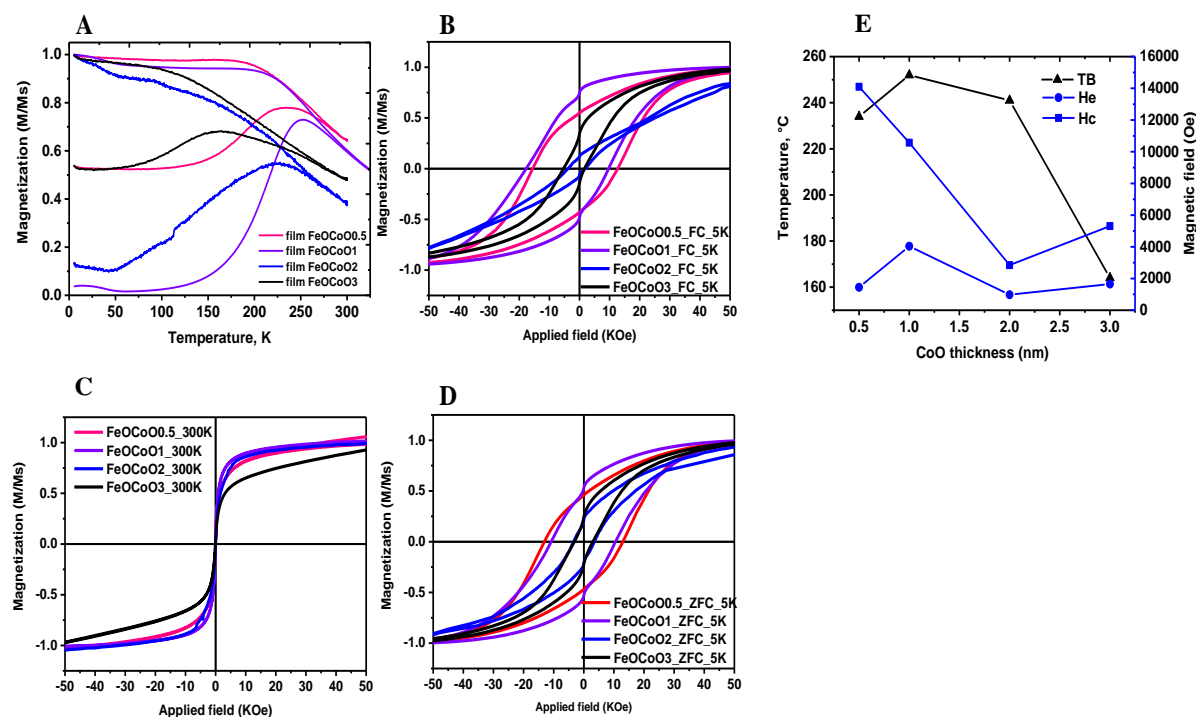 A
1.0
0.8
0.6
0.4
0.2
0.0
Magnetization (M/Ms)
0 50 100 150 200 250 300
Temperature, K
film FeOCoO0.5
film FeOCoO1
film FeOCoO2
film FeOCoO3
B
1.0
0.5
0.0
-0.5
-1.0
Magnetization (M/Ms)
-50 -40 -30 -20 -10 0 10 20 30 40 50
Applied field (KOe)
FeOCoO0.5_FC_5K
FeOCoO1_FC_5K
FeOCoO2_FC_5K
FeOCoO3_FC_5K
E
260
240
220
200
180
160
Temperature, °C
0.5 1.0 1.5 2.0 2.5 3.0
CoO thickness (nm)
TB
He
Hc
16000
14000
12000
10000
8000
6000
4000
2000
0
Magnetic field (Oe)
C
1.0
0.5
0.0
-0.5
-1.0
Magnetization (M/Ms)
-50 -40 -30 -20 -10 0 10 20 30 40 50
Applied field (KOe)
FeOCoO0.5_300K
FeOCoO1_300K
FeOCoO2_300K
FeOCoO3_300K
D
1.0
0.5
0.0
-0.5
-1.0
Magnetization (M/Ms)
-50 -40 -30 -20 -10 0 10 20 30 40 50
Applied field (KOe)
FeOCoO0.5_ZFC_5K
FeOCoO1_ZFC_5K
FeOCoO2_ZFC_5K
FeOCoO3_ZFC_5K